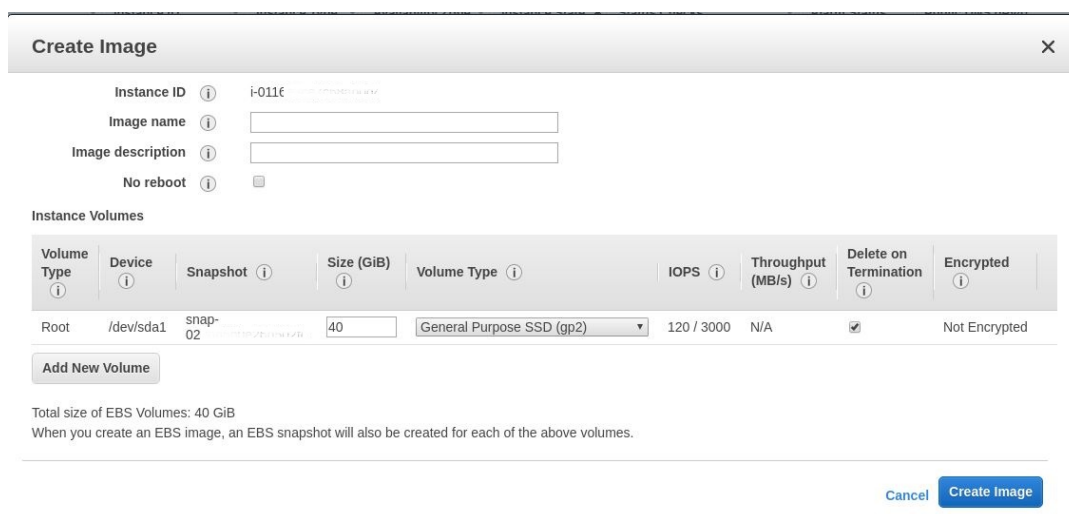 Create Image ×
Instance ID i i-0116
Image name i
Image description i
No reboot i
Instance Volumes
Volume Type i Device i Snapshot i Size (GiB) i Volume Type i IOPS i Throughput (MB/s) i Delete on Termination i Encrypted i
Root /dev/sda1 snap-02 40 General Purpose SSD (gp2) 120 / 3000 N/A Not Encrypted
Add New Volume
Total size of EBS Volumes: 40 GiB
When you create an EBS image, an EBS snapshot will also be created for each of the above volumes.
Cancel Create Image